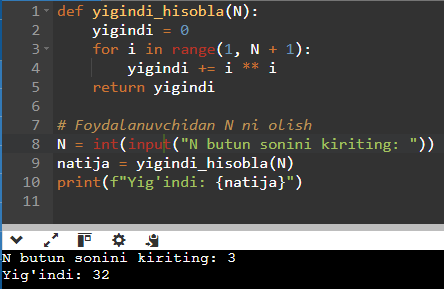 1 def yigindi_hisobla(N):
2     yigindi = 0
3     for i in range(1, N + 1):
4         yigindi += i ** i
5     return yigindi
6
7 # Foydalanuvchidan N ni olish
8 N = int(input("N butun sonini kiriting: "))
9 natija = yigindi_hisobla(N)
10 print(f"Yig'indi: {natija}")
11
N butun sonini kiriting: 3
Yig'indi: 32